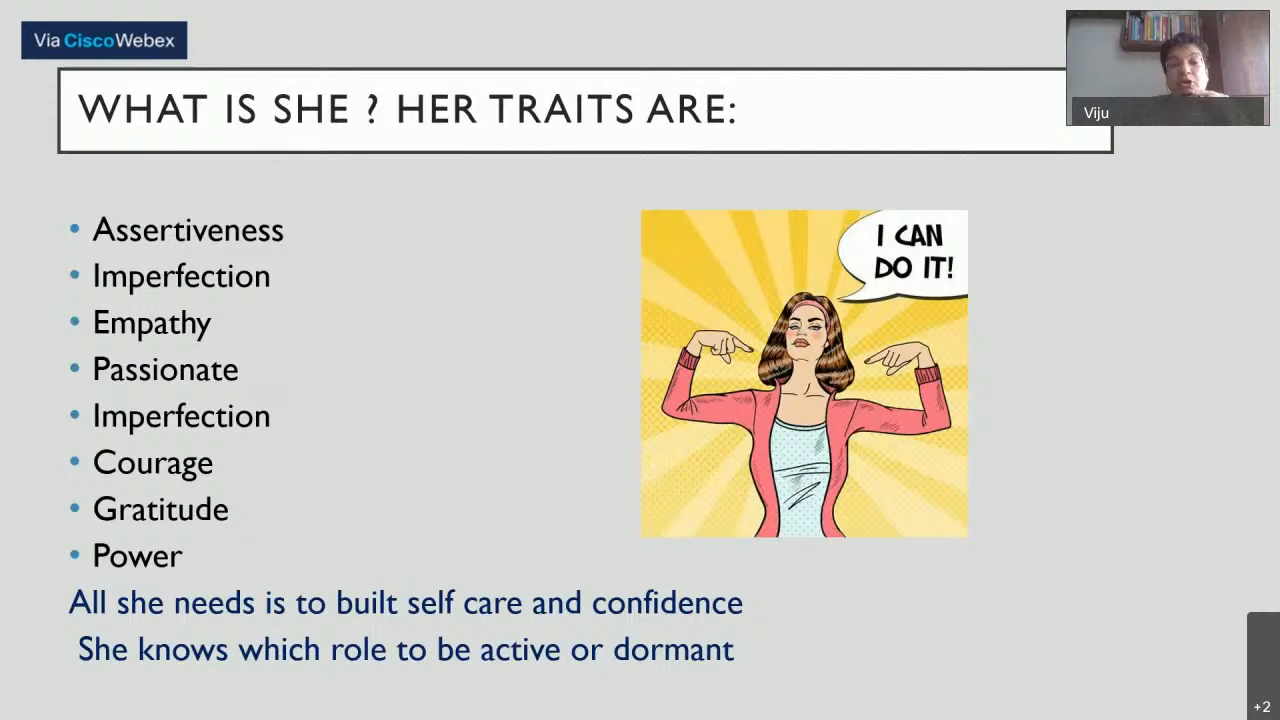 Via CiscoWebex
WHAT IS SHE ? HER TRAITS ARE:
Viju
• Assertiveness
• Imperfection
• Empathy
• Passionate
• Imperfection
• Courage
• Gratitude
• Power
All she needs is to built self care and confidence
She knows which role to be active or dormant
I CAN
DO IT!
+2